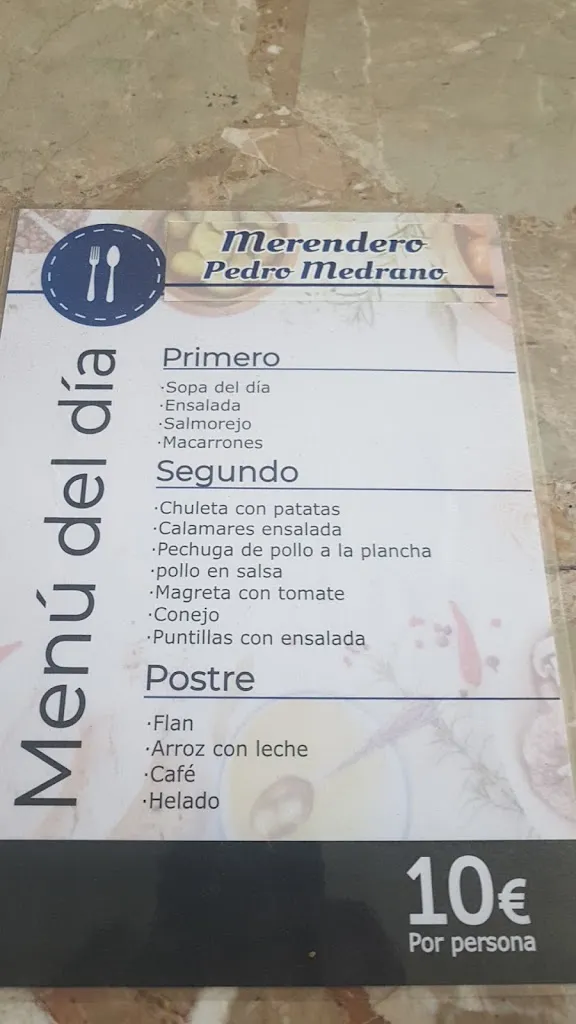 Merendero
Pedro Medrano
Menú del día
Primero
·Sopa del día
·Ensalada
·Salmorejo
·Macarrones
Segundo
·Chuleta con patatas
·Calamares ensalada
·Pechuga de pollo a la plancha
·pollo en salsa
·Magreta con tomate
·Conejo
·Puntillas con ensalada
Postre
·Flan
·Arroz con leche
·Café
·Helado
10€
Por persona